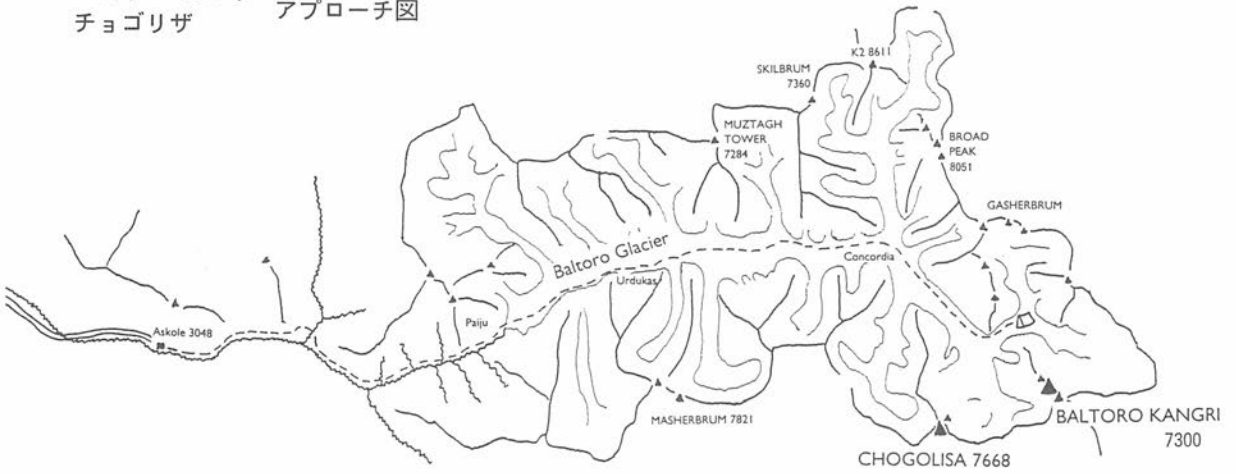 チョゴリザ
アプローチ図
K2 8611
SKILBRUM
7360
MUZTAGH
TOWER
7284
BROAD
PEAK
8051
GASHERBRUM
Baltoro Glacier
Concordia
Urdukas
Paiju
Askole 3048
MASHERBRUM 7821
BALTORO KANGRI
7300
CHOGOLISA 7668